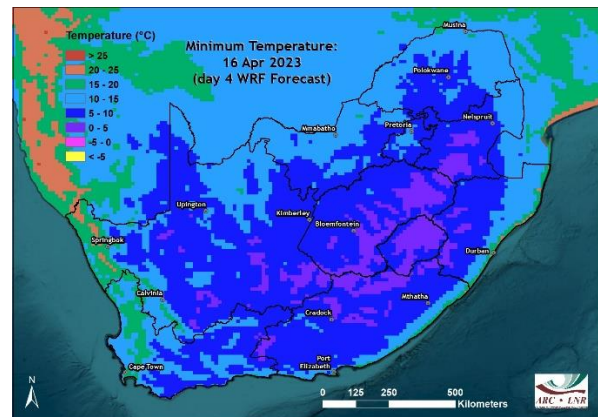 Temperature (°C)
> 25
20 - 25
15 - 20
10 - 15
5 - 10
0 - 5
-5 - 0
< -5
Minimum Temperature:
16 Apr 2023
(day 4 WRF Forecast)
Musina
Polokwane
Nelspruit
Pretoria
Mmabatho
Upington
Kimberley
Bloemfontein
Springbok
Durban
Calvinia
Mthatha
Cradock
Port
Elizabeth
Cape Town
N
0 125 250 500
Kilometers
ARC • LNR